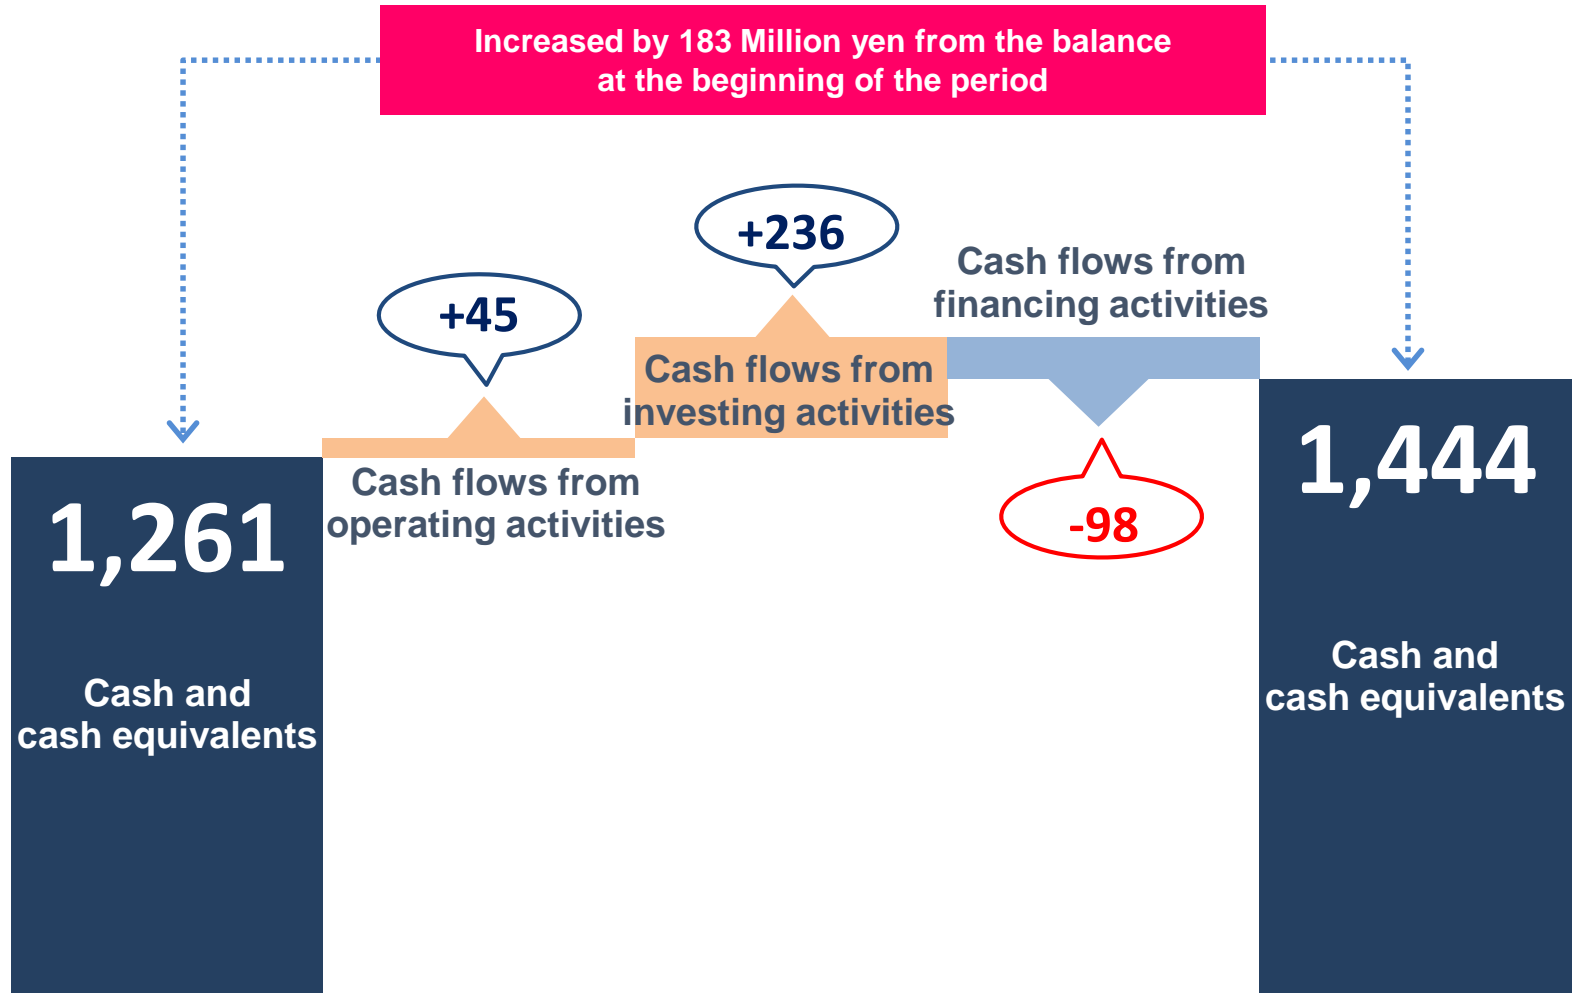 Increased by 183 Million yen from the balance
at the beginning of the period
+236
Cash flows from
financing activities
+45
Cash flows from
investing activities
1,444
Cash flows from
operating activities
1,261
-98
Cash and
cash equivalents
Cash and
cash equivalents